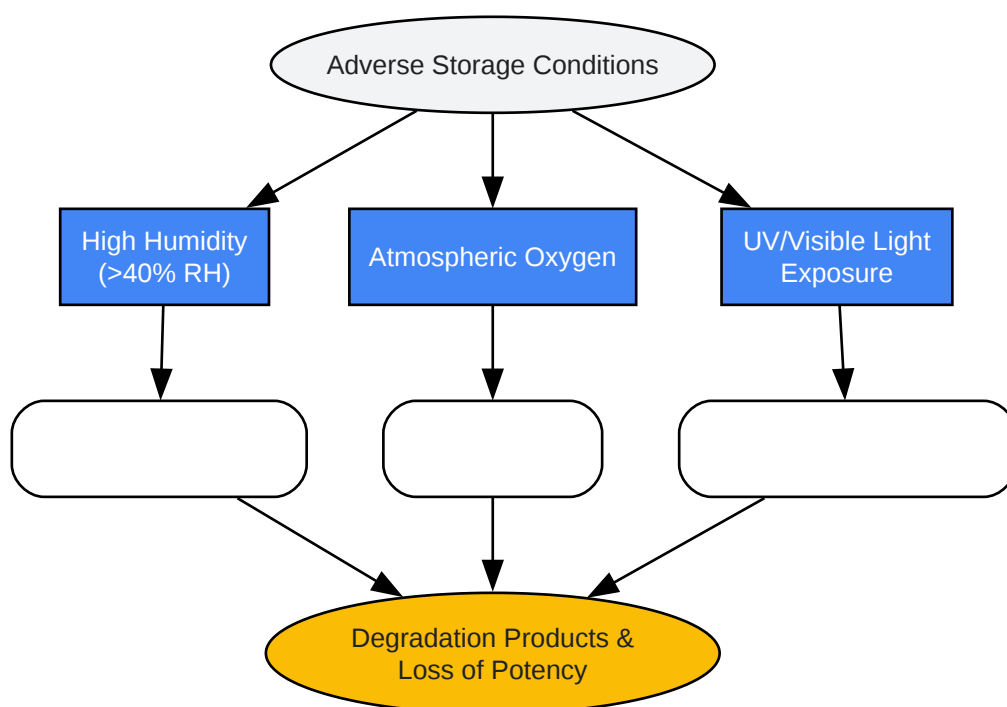 Adverse Storage Conditions
High Humidity
(>40% RH)
Atmospheric Oxygen
UV/Visible Light
Exposure
Degradation Products &
Loss of Potency